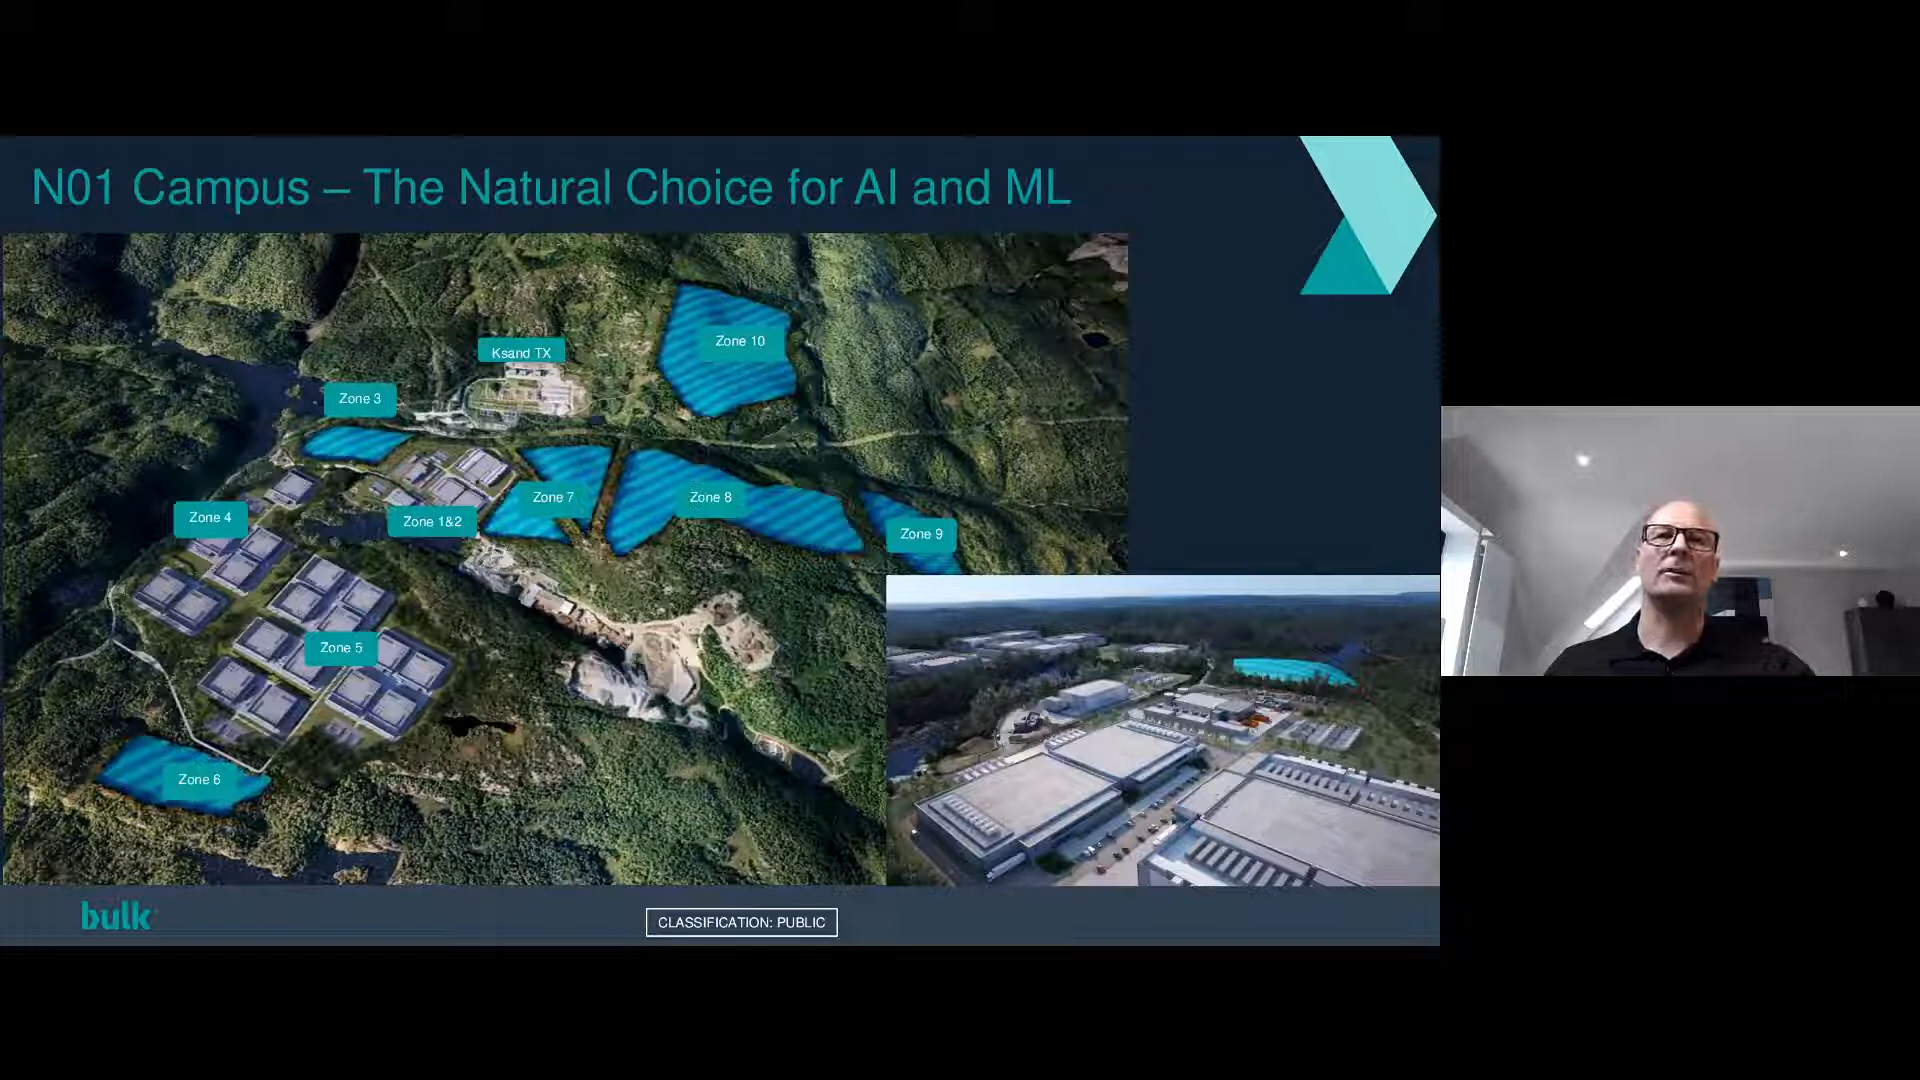 N01 Campus – The Natural Choice for AI and ML
Zone 10
Ksand TX
Zone 3
Zone 7
Zone 8
Zone 4
Zone 1&2
Zone 9
Zone 5
Zone 6
bulk
CLASSIFICATION: PUBLIC